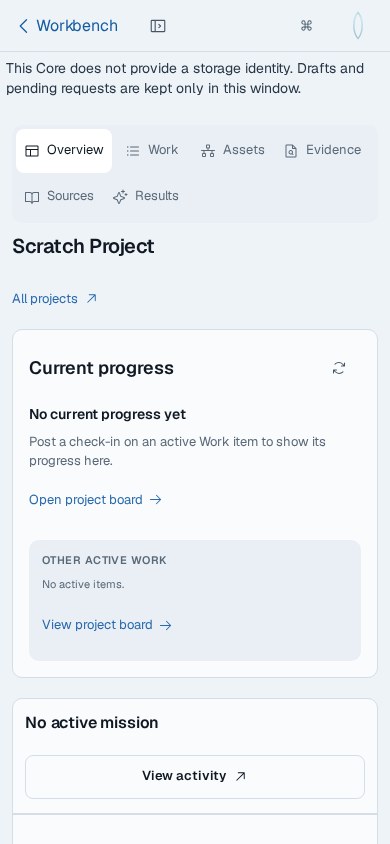 Workbench
⌘
This Core does not provide a storage identity. Drafts and
pending requests are kept only in this window.
Overview Work Assets Evidence
Sources Results
Scratch Project
All projects
Current progress
No current progress yet
Post a check-in on an active Work item to show its
progress here.
Open project board
OTHER ACTIVE WORK
No active items.
View project board
No active mission
View activity